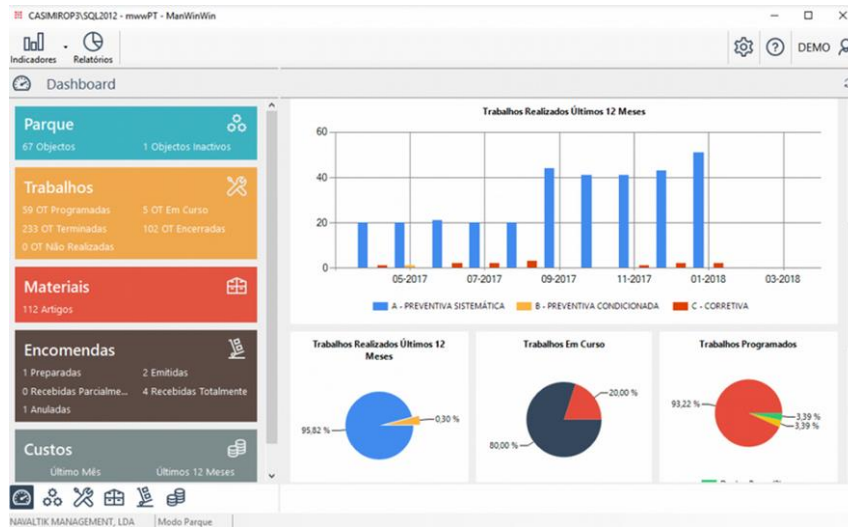 CASIMIROP3\SQL2012 - mwwPT - ManWinWin
Indicadores Relatórios DEMO
Dashboard
Parque
67 Objectos 1 Objectos Inactivos
Trabalhos
59 OT Programadas 5 OT Em Curso
233 OT Terminadas 102 OT Encerradas
0 OT Não Realizadas
Materiais
112 Artigos
Encomendas
1 Preparadas 2 Emitidas
0 Recebidas Parcialme... 4 Recebidas Totalmente
1 Anuladas
Custos
Último Mês Últimos 12 Meses
Trabalhos Realizados Últimos 12 Meses
60
40
20
0
05-2017 07-2017 09-2017 11-2017 01-2018 03-2018
A - PREVENTIVA SISTEMÁTICA B - PREVENTIVA CONDICIONADA C - CORRETIVA
Trabalhos Realizados Últimos 12
Meses
95,82 % 0,30 %
Trabalhos Em Curso
20,00 %
80,00 %
Trabalhos Programados
93,22 %
3,39 %
3,39 %
NAVALTIK MANAGEMENT, LDA Modo Parque